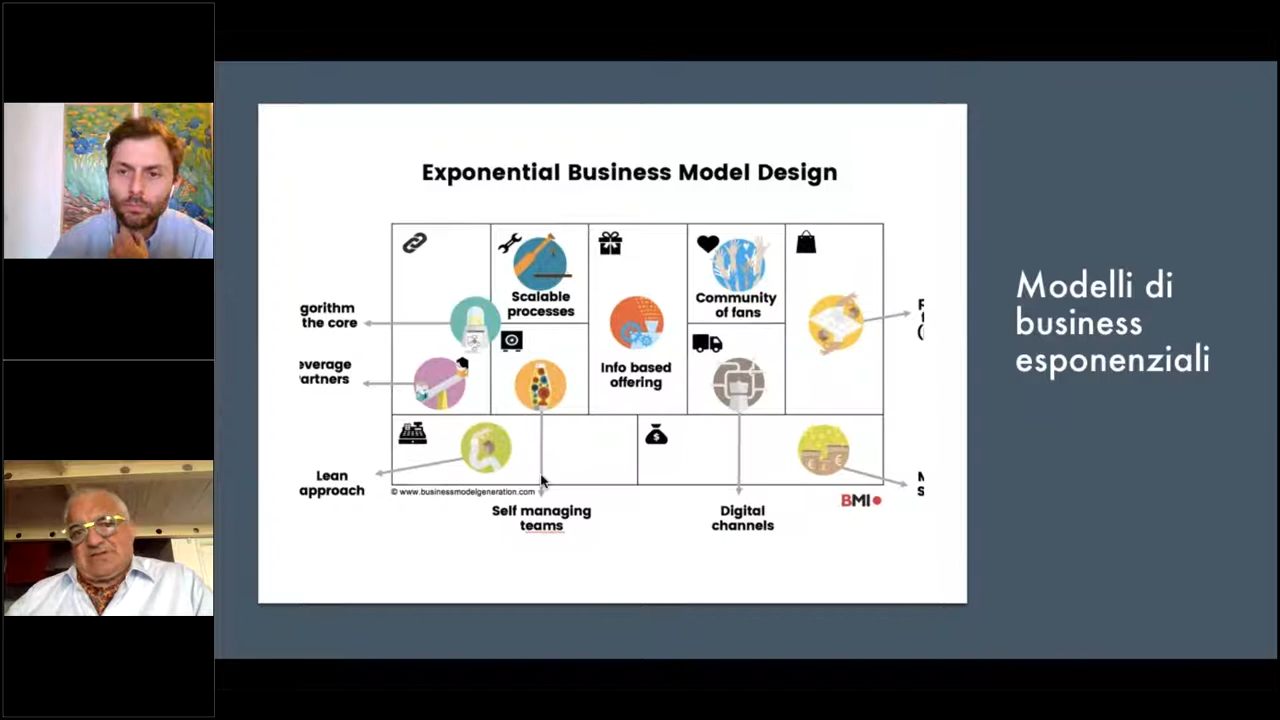 Exponential Business Model Design
Scalable
processes
Community
of fans
gorithm
the core
Info based
offering
everage
artners
Lean
approach
© www.businessmodelgeneration.com
BMI
Self managing
teams
Digital
channels
Modelli di
business
esponenziali